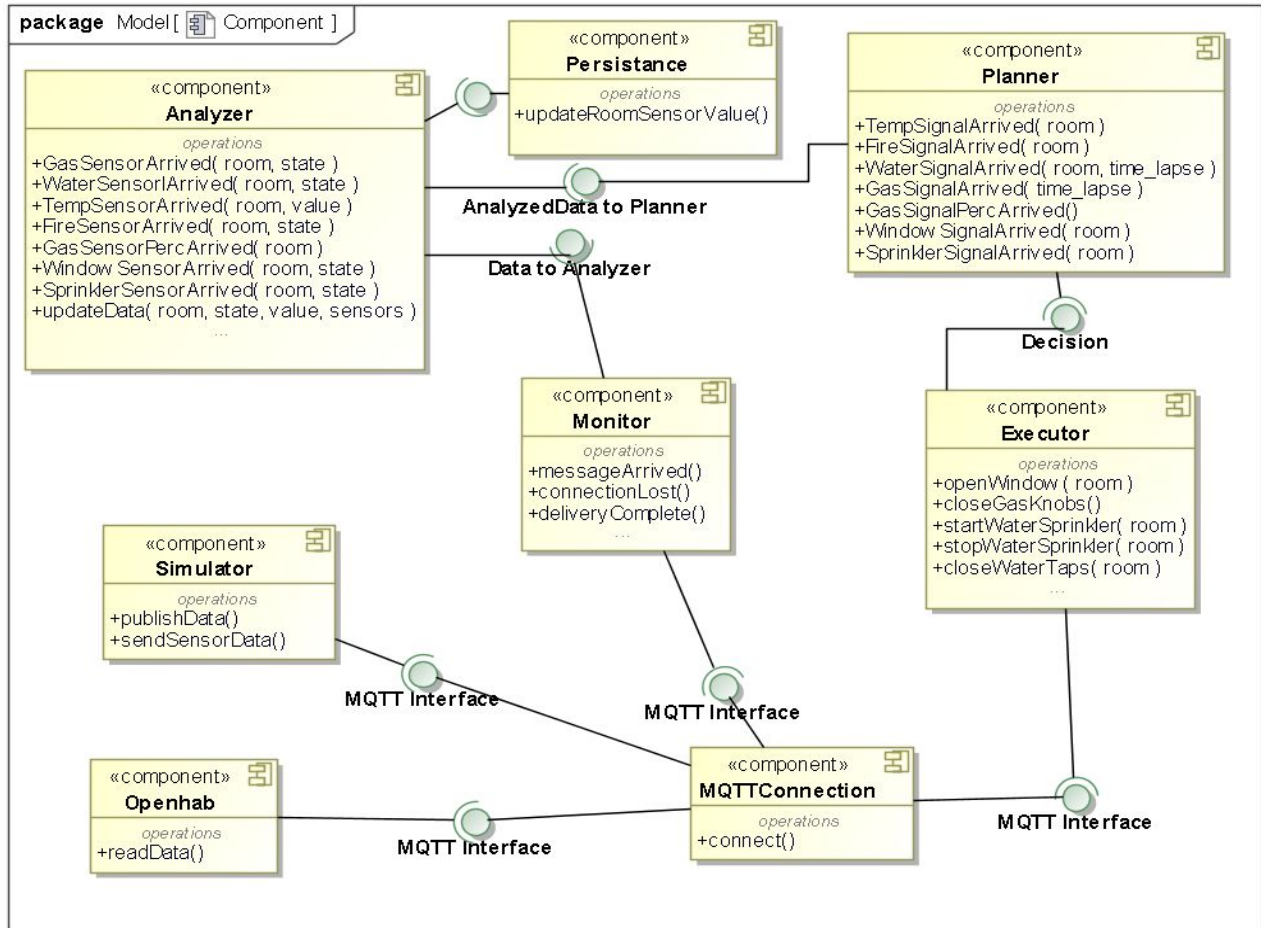 package Model [ Component ]
«component»
Analyzer
operations
+GasSensorArrived( room, state )
+WaterSensorlArrived( room, state )
+TempSensorArrived( room, value )
+FireSensorArrived( room, state )
+GasSensorPercArrived( room )
+Window SensorArrived( room, state )
+SprinklerSensorArrived( room, state )
+updateData( room, state, value, sensors )
...
«component»
Persistance
operations
+updateRoomSensorValue()
«component»
Planner
operations
+TempSignalArrived( room )
+FireSignalArrived( room )
+WaterSignalArrived( room, time_lapse )
+GasSignalArrived( time_lapse )
+GasSignalPercArrived()
+Window SignalArrived( room )
+SprinklerSignalArrived( room )
AnalyzedData to Planner
Data to Analyzer
Decision
«component»
Monitor
operations
+messageArrived()
+connectionLost()
+deliveryComplete()
...
«component»
Executor
operations
+openWindow ( room )
+closeGasKnobs()
+startWaterSprinkler( room )
+stopWaterSprinkler( room )
+closeWaterTaps( room )
...
«component»
Simulator
operations
+publishData()
+sendSensorData()
MQTT Interface
MQTT Interface
«component»
Openhab
operations
+readData()
MQTT Interface
«component»
MQTTConnection
operations
+connect()
MQTT Interface